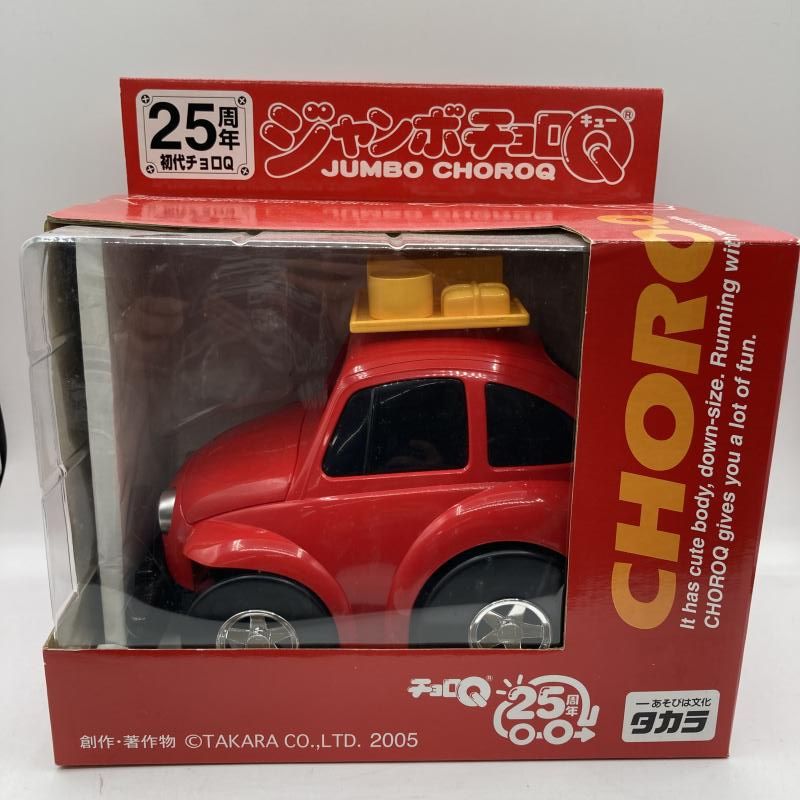 25周年
初代チョロQ
ジャンボチョロQ®
キュー
JUMBO CHOROQ
CHOROQ
It has cute body, down-size. Running with
CHOROQ gives you a lot of fun.
チョロQ®
25周年
ーあそびは文化
タカラ
創作・著作物 ©TAKARA CO.,LTD. 2005